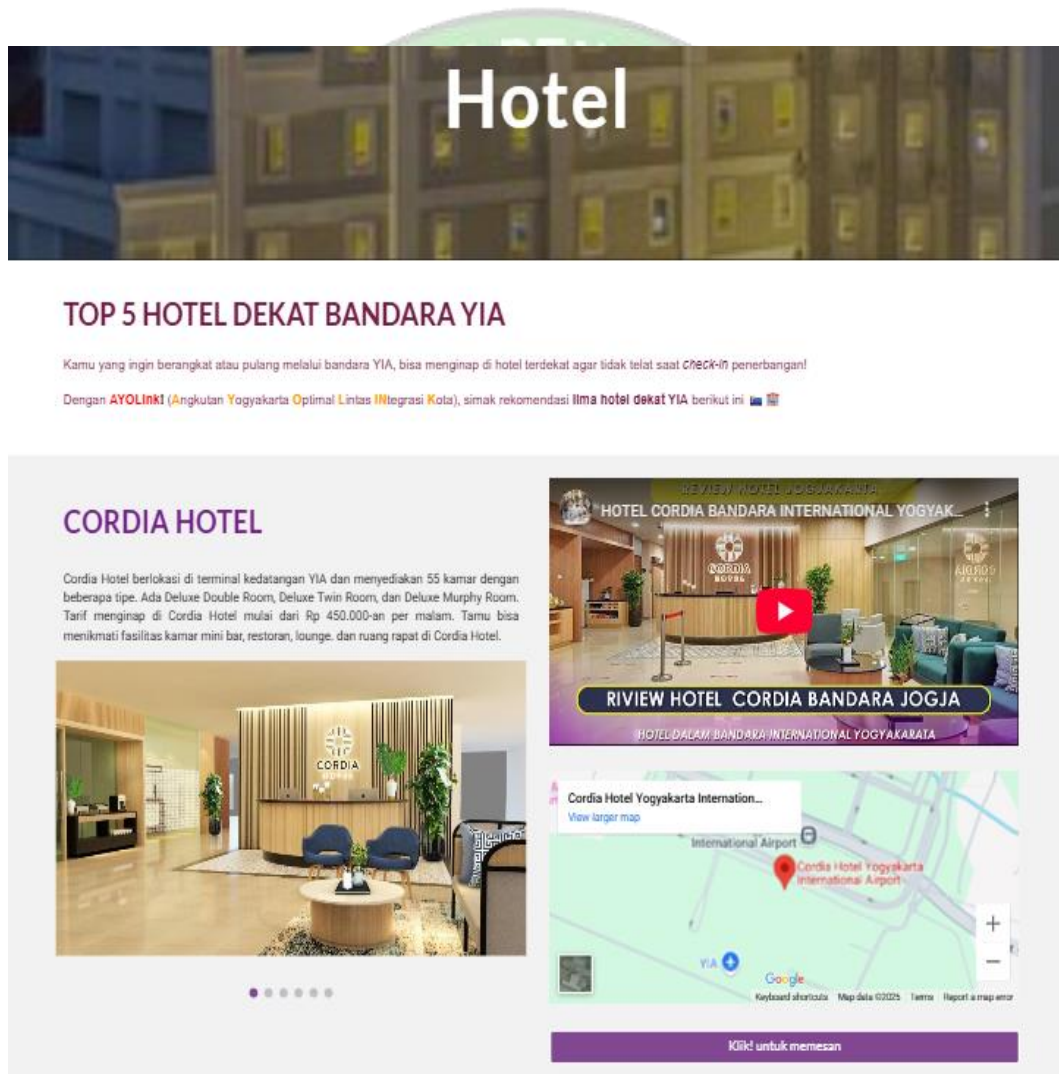 Hotel
TOP 5 HOTEL DEKAT BANDARA YIA
Kamu yang ingin berangkat atau pulang melalui bandara YIA, bisa menginap di hotel terdekat agar tidak telat saat check-in penerbangan!
Dengan AYOLInk! (Angkutan Yogyakarta Optimal Lintas INtegrasi Kota), simak rekomendasi lima hotel dekat YIA berikut ini
CORDIA HOTEL
Cordia Hotel berlokasi di terminal kedatangan YIA dan menyediakan 55 kamar dengan
beberapa tipe. Ada Deluxe Double Room, Deluxe Twin Room, dan Deluxe Murphy Room.
Tarif menginap di Cordia Hotel mulai dari Rp 450.000-an per malam. Tamu bisa
menikmati fasilitas kamar mini bar, restoran, lounge. dan ruang rapat di Cordia Hotel.
CORDIA
HOTEL
REVIEW HOTEL JOGJAKARTA
HOTEL CORDIA BANDARA INTERNATIONAL YOGYAK...
CORDIA
HOTEL
RIVIEW HOTEL CORDIA BANDARA JOGJA
HOTEL DALAM BANDARA INTERNATIONAL YOGYAKARATA
Cordia Hotel Yogyakarta Internation...
View larger map
International Airport
Cordia Hotel Yogyakarta
International Airport
YIA
Google
Keyboard shortcuts Map data ©2025 Terms Report a map error
Klik! untuk memesan